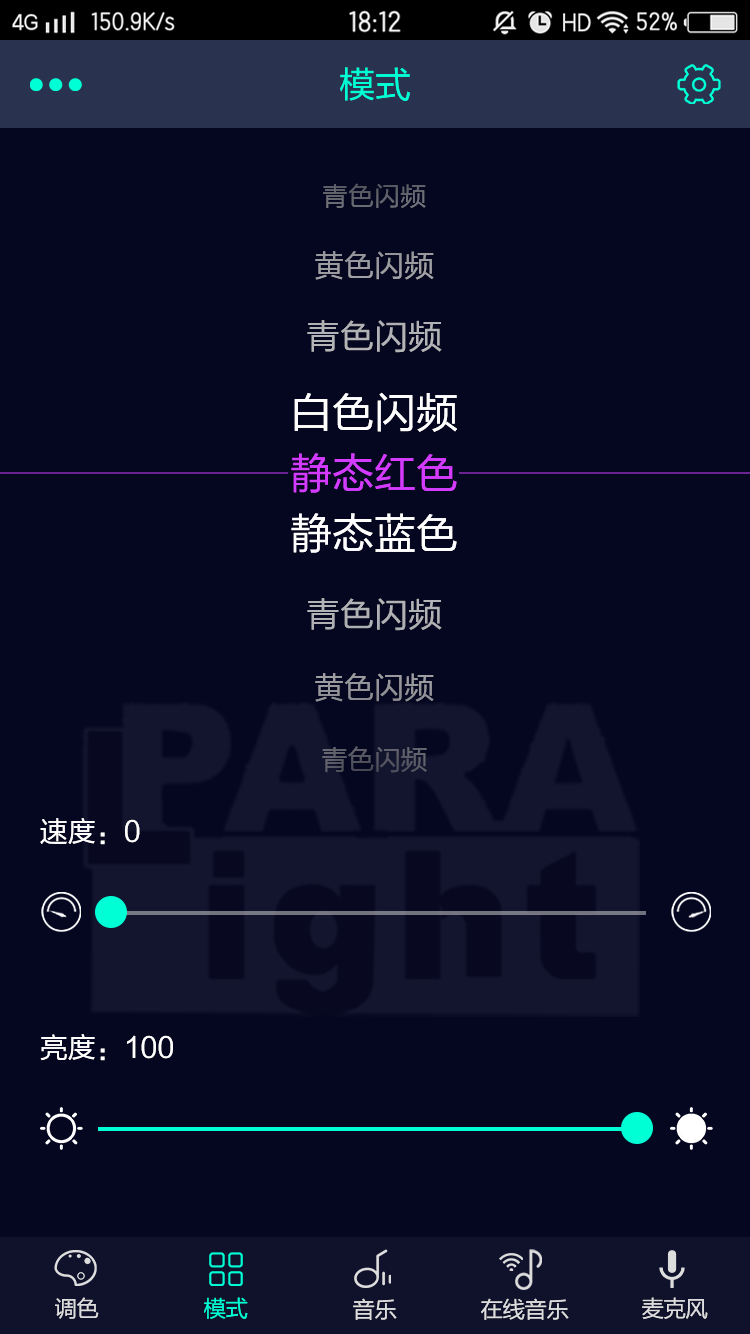 4G 150.9K/s 18:12 HD 52%
模式
青色闪频
黄色闪频
青色闪频
白色闪频
静态红色
静态蓝色
青色闪频
黄色闪频
青色闪频
PARA
Light
速度：0
亮度：100
调色 模式 音乐 在线音乐 麦克风